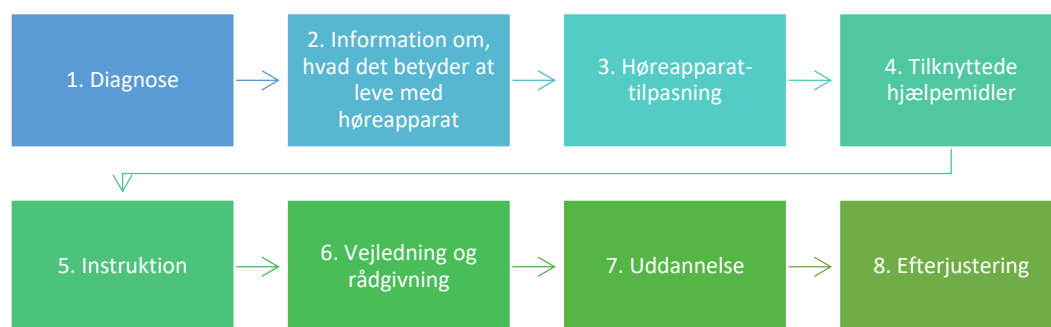 1. Diagnose
2. Information om,
hvad det betyder at
leve med
høreapparat
3. Høreapparat-
tilpasning
4. Tilknyttede
hjælpemidler
5. Instruktion
6. Vejledning og
rådgivning
7. Uddannelse
8. Efterjustering